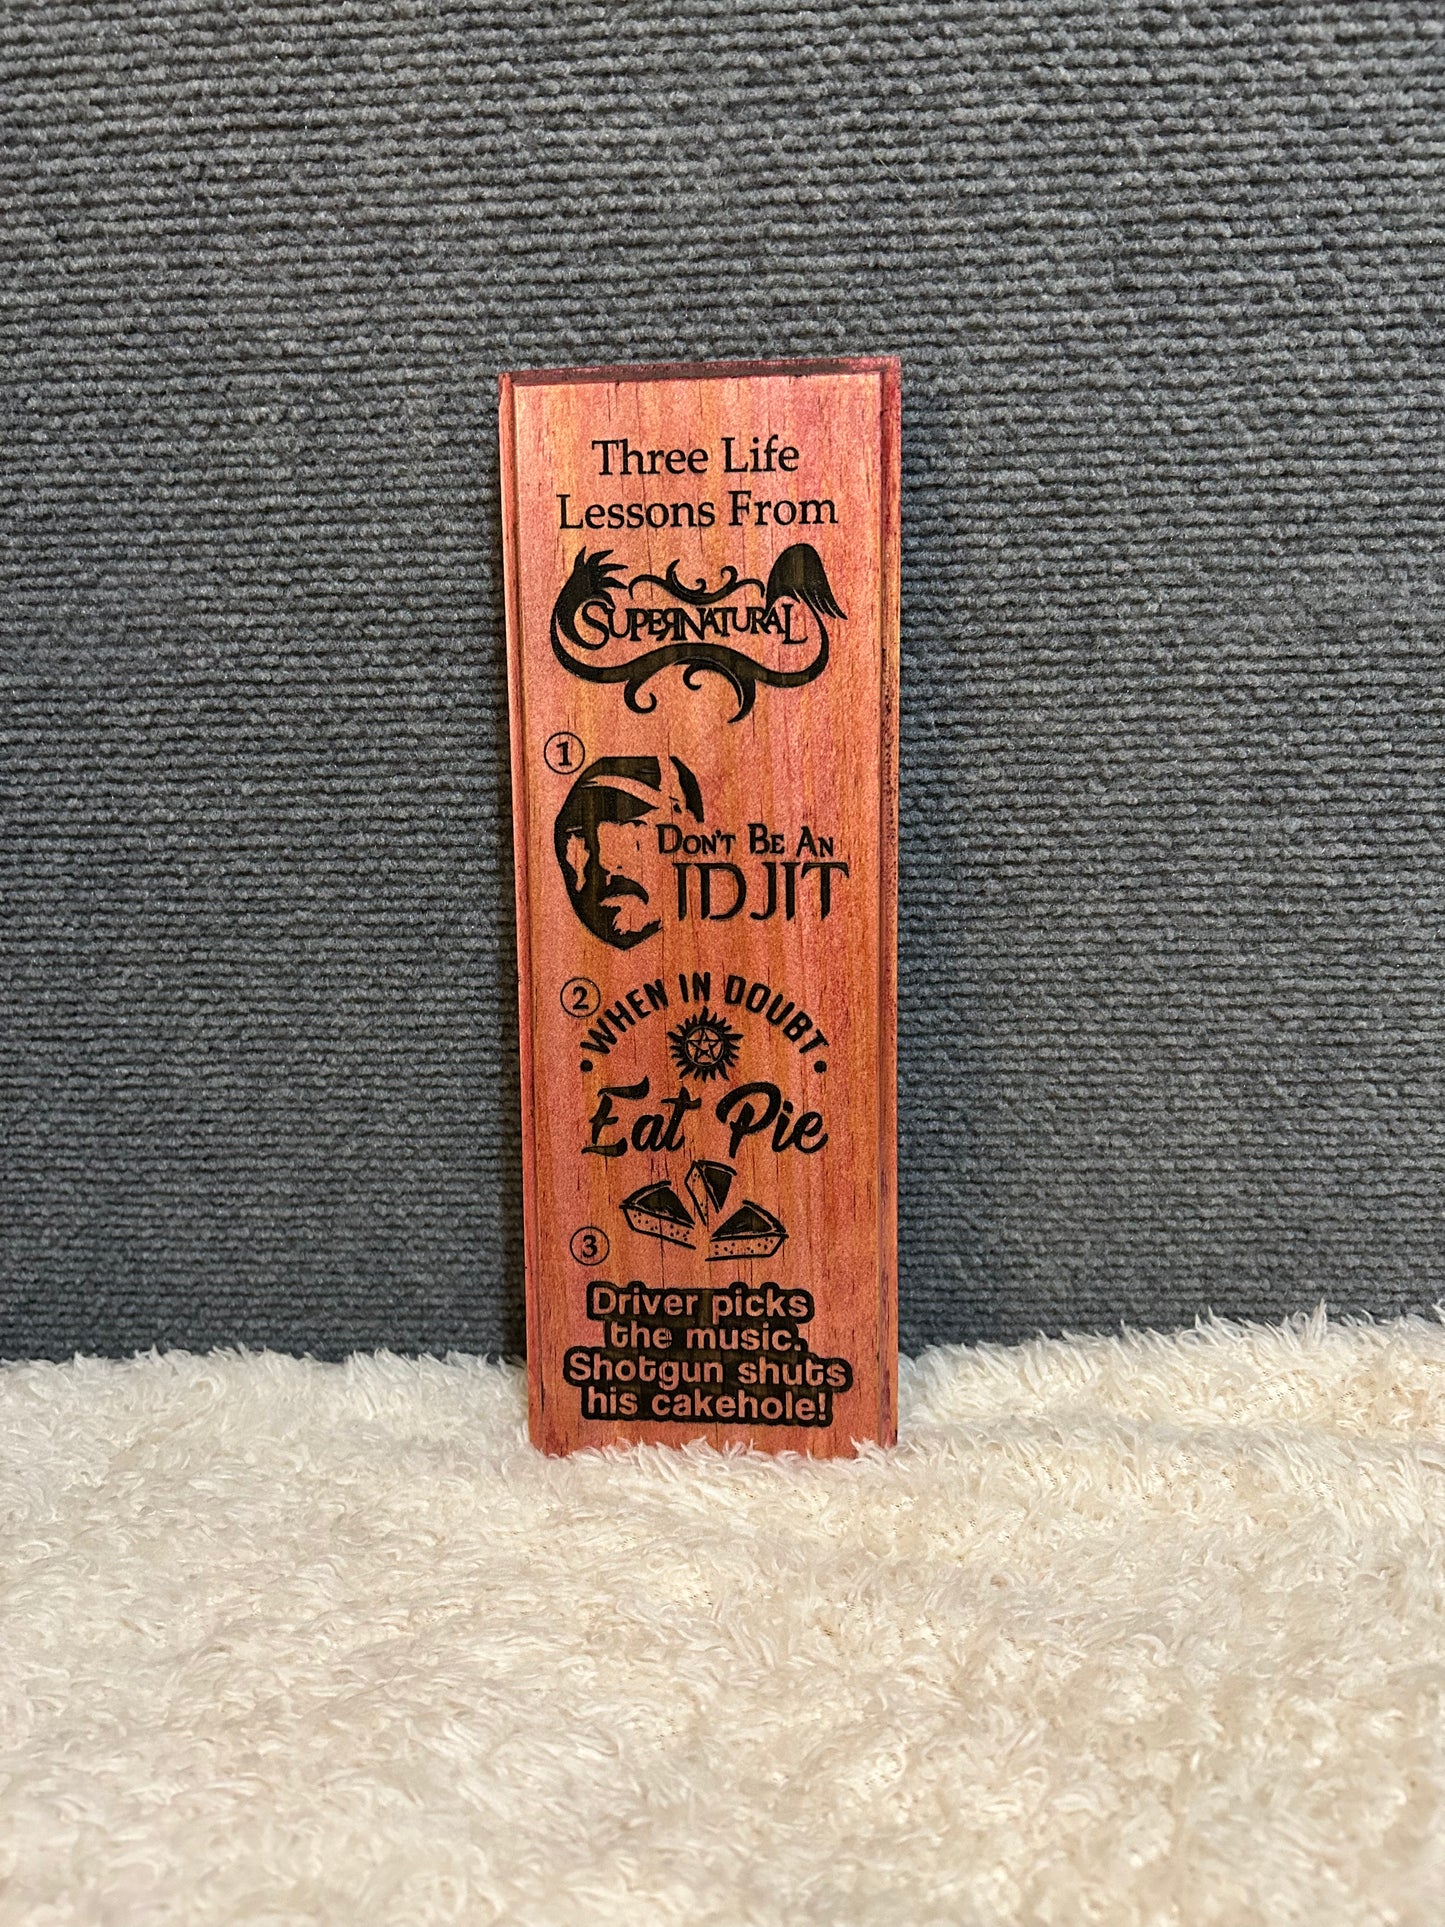 Three Life
Lessons From
SUPERNATURAL
1
DON'T BE AN
IDJIT
2
• WHEN IN DOUBT •
Eat Pie
3
Driver picks
the music.
Shotgun shuts
his cakehole!